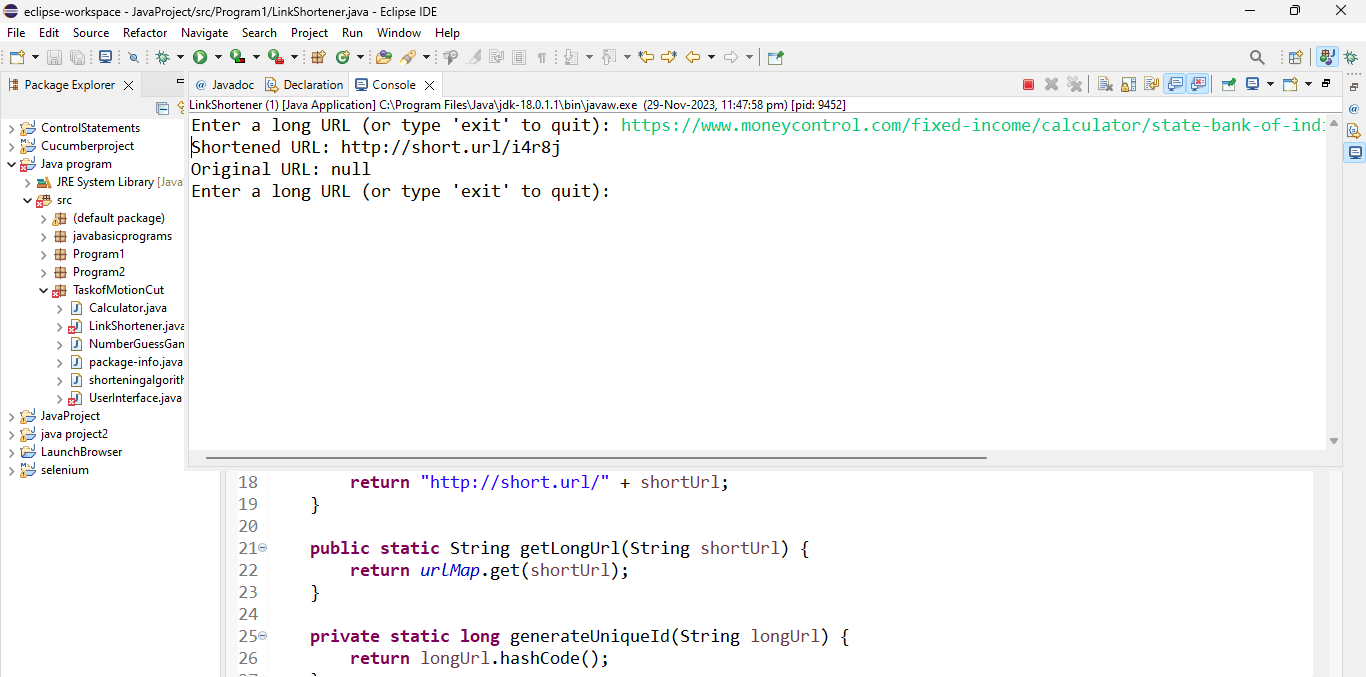 eclipse-workspace - JavaProject/src/Program1/LinkShortener.java - Eclipse IDE
File Edit Source Refactor Navigate Search Project Run Window Help
Package Explorer
@ Javadoc Declaration Console
LinkShortener (1) [Java Application] C:\Program Files\Java\jdk-18.0.1.1\bin\javaw.exe (29-Nov-2023, 11:47:58 pm) [pid: 9452]
Enter a long URL (or type 'exit' to quit): https://www.moneycontrol.com/fixed-income/calculator/state-bank-of-indi
Shortened URL: http://short.url/i4r8j
Original URL: null
Enter a long URL (or type 'exit' to quit):
ControlStatements
Cucumberproject
Java program
JRE System Library [Java
src
(default package)
javabasicprograms
Program1
Program2
TaskofMotionCut
Calculator.java
LinkShortener.java
NumberGuessGam
package-info.java
shorteningalgorith
UserInterface.java
JavaProject
java project2
LaunchBrowser
selenium
18 return "http://short.url/" + shortUrl;
19 }
20
21 public static String getLongUrl(String shortUrl) {
22 return urlMap.get(shortUrl);
23 }
24
25 private static long generateUniqueId(String longUrl) {
26 return longUrl.hashCode();
27 }